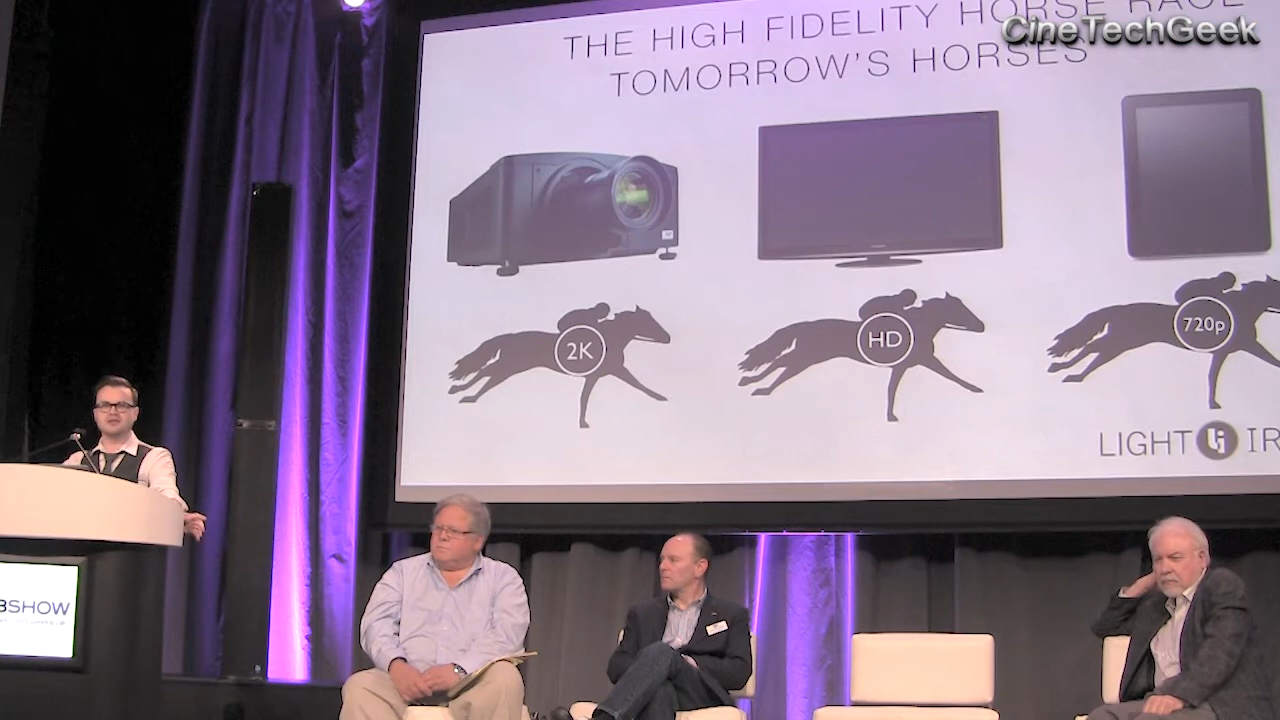 THE HIGH FIDELITY HORSE RACE
CineTechGeek
TOMORROW'S HORSES
2K
HD
720p
LIGHT IR
BSHOW